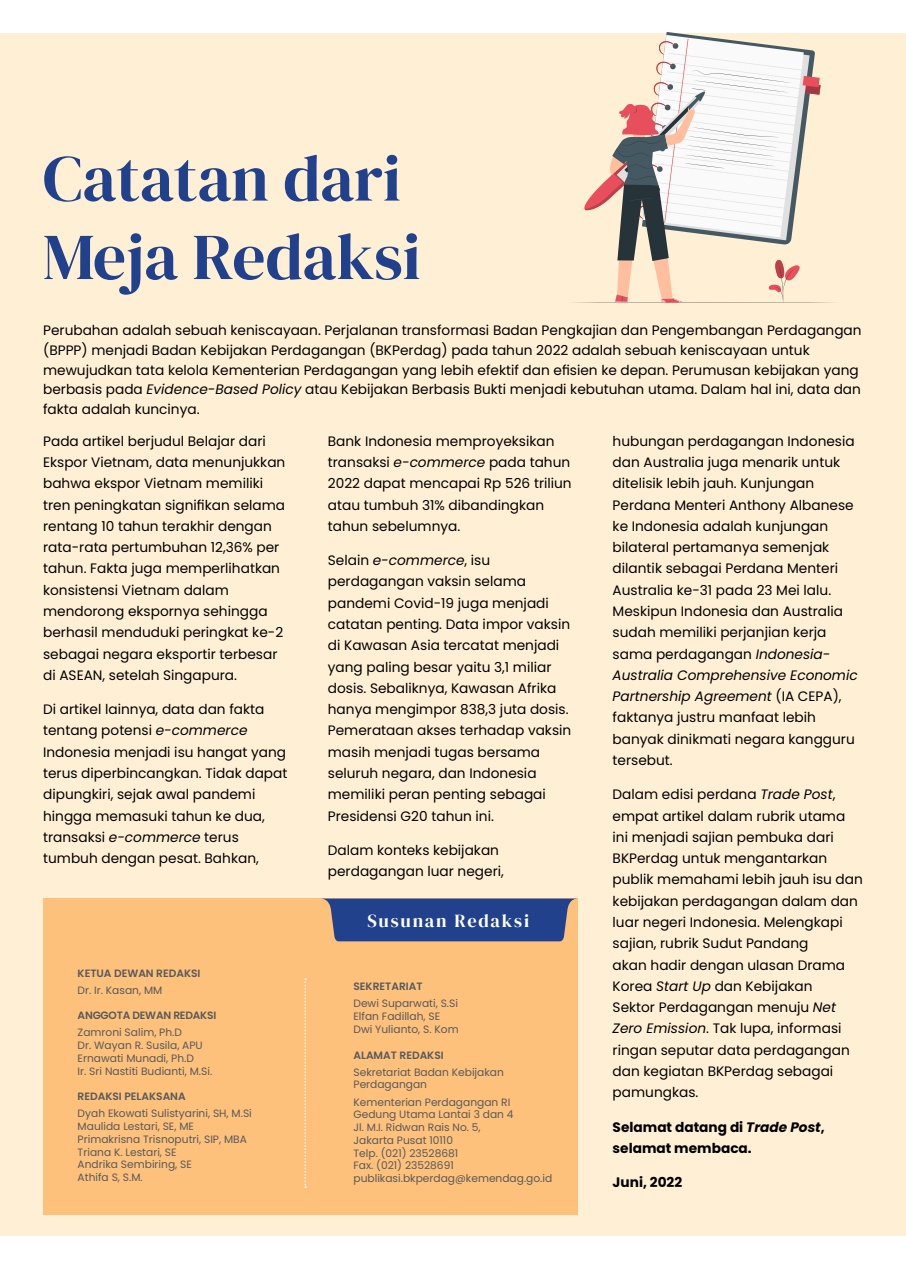 Catatan dari
Meja Redaksi
Perubahan adalah sebuah keniscayaan. Perjalanan transformasi Badan Pengkajian dan Pengembangan Perdagangan
(BPPP) menjadi Badan Kebijakan Perdagangan (BKPerdag) pada tahun 2022 adalah sebuah keniscayaan untuk
mewujudkan tata kelola Kementerian Perdagangan yang lebih efektif dan efisien ke depan. Perumusan kebijakan yang
berbasis pada Evidence-Based Policy atau Kebijakan Berbasis Bukti menjadi kebutuhan utama. Dalam hal ini, data dan
fakta adalah kuncinya.
Pada artikel berjudul Belajar dari
Ekspor Vietnam, data menunjukkan
bahwa ekspor Vietnam memiliki
tren peningkatan signifikan selama
rentang 10 tahun terakhir dengan
rata-rata pertumbuhan 12,36% per
tahun. Fakta juga memperlihatkan
konsistensi Vietnam dalam
mendorong ekspornya sehingga
berhasil menduduki peringkat ke-2
sebagai negara eksportir terbesar
di ASEAN, setelah Singapura.
Di artikel lainnya, data dan fakta
tentang potensi e-commerce
Indonesia menjadi isu hangat yang
terus diperbincangkan. Tidak dapat
dipungkiri, sejak awal pandemi
hingga memasuki tahun ke dua,
transaksi e-commerce terus
tumbuh dengan pesat. Bahkan,
Bank Indonesia memproyeksikan
transaksi e-commerce pada tahun
2022 dapat mencapai Rp 526 triliun
atau tumbuh 31% dibandingkan
tahun sebelumnya.
Selain e-commerce, isu
perdagangan vaksin selama
pandemi Covid-19 juga menjadi
catatan penting. Data impor vaksin
di Kawasan Asia tercatat menjadi
yang paling besar yaitu 3,1 miliar
dosis. Sebaliknya, Kawasan Afrika
hanya mengimpor 838,3 juta dosis.
Pemerataan akses terhadap vaksin
masih menjadi tugas bersama
seluruh negara, dan Indonesia
memiliki peran penting sebagai
Presidensi G20 tahun ini.
Dalam konteks kebijakan
perdagangan luar negeri,
hubungan perdagangan Indonesia
dan Australia juga menarik untuk
ditelisik lebih jauh. Kunjungan
Perdana Menteri Anthony Albanese
ke Indonesia adalah kunjungan
bilateral pertamanya semenjak
dilantik sebagai Perdana Menteri
Australia ke-31 pada 23 Mei lalu.
Meskipun Indonesia dan Australia
sudah memiliki perjanjian kerja
sama perdagangan Indonesia-
Australia Comprehensive Economic
Partnership Agreement (IA CEPA),
faktanya justru manfaat lebih
banyak dinikmati negara kangguru
tersebut.
Dalam edisi perdana Trade Post,
empat artikel dalam rubrik utama
ini menjadi sajian pembuka dari
BKPerdag untuk mengantarkan
publik memahami lebih jauh isu dan
kebijakan perdagangan dalam dan
luar negeri Indonesia. Melengkapi
sajian, rubrik Sudut Pandang
akan hadir dengan ulasan Drama
Korea Start Up dan Kebijakan
Sektor Perdagangan menuju Net
Zero Emission. Tak lupa, informasi
ringan seputar data perdagangan
dan kegiatan BKPerdag sebagai
pamungkas.
Selamat datang di Trade Post,
selamat membaca.
Juni, 2022
Susunan Redaksi
KETUA DEWAN REDAKSI
Dr. Ir. Kasan, MM
ANGGOTA DEWAN REDAKSI
Zamroni Salim, Ph.D
Dr. Wayan R. Susila, APU
Ernawati Munadi, Ph.D
Ir. Sri Nastiti Budianti, M.Si.
REDAKSI PELAKSANA
Dyah Ekowati Sulistyarini, SH, M.Si
Maulida Lestari, SE, ME
Primakrisna Trisnoputri, SIP, MBA
Triana K. Lestari, SE
Andrika Sembiring, SE
Athifa S, S.M.
SEKRETARIAT
Dewi Suparwati, S.Si
Elfan Fadillah, SE
Dwi Yulianto, S. Kom
ALAMAT REDAKSI
Sekretariat Badan Kebijakan
Perdagangan
Kementerian Perdagangan RI
Gedung Utama Lantai 3 dan 4
Jl. M.I. Ridwan Rais No. 5,
Jakarta Pusat 10110
Telp. (021) 23528681
Fax. (021) 23528691
publikasi.bkperdag@kemendag.go.id